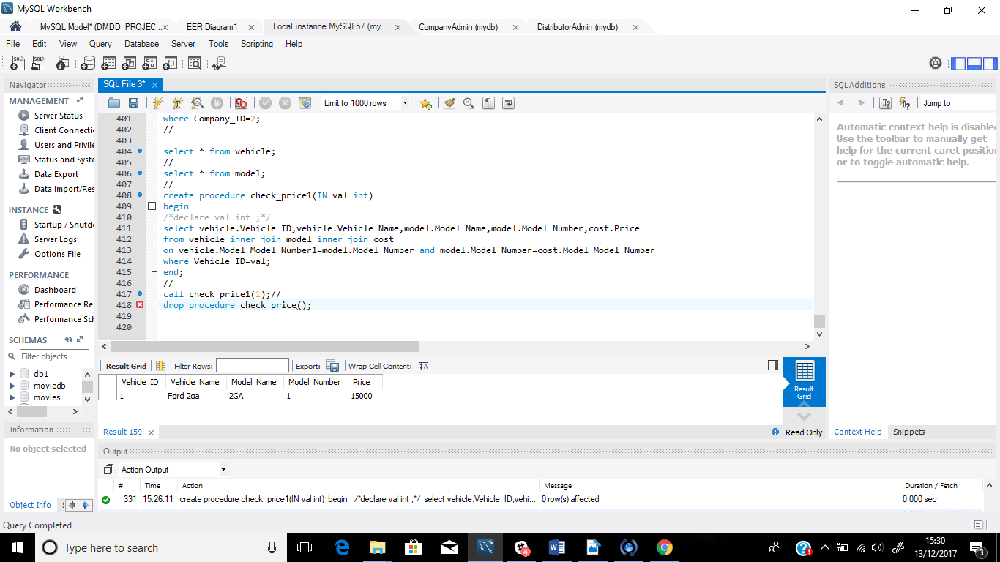 MySQL Workbench
MySQL Model* (DMDD_PROJEC... EER Diagram1 Local instance MySQL57 (my... CompanyAdmin (mydb) DistributorAdmin (mydb)
File Edit View Query Database Server Tools Scripting Help
Navigator
MANAGEMENT
Server Status
Client Connecti
Users and Privile
Status and Syste
Data Export
Data Import/Res
INSTANCE
Startup / Shutd
Server Logs
Options File
PERFORMANCE
Dashboard
Performance Re
Performance Sch
SCHEMAS
Filter objects
db1
moviedb
movies
Information
No object selected
Object Info
SQL File 3*
Limit to 1000 rows
401 where Company_ID=2;
402 //
403
404 select * from vehicle;
405 //
406 select * from model;
407 //
408 create procedure check_price1(IN val int)
409 begin
410 /*declare val int ;*/
411 select vehicle.Vehicle_ID,vehicle.Vehicle_Name,model.Model_Name,model.Model_Number,cost.Price
412 from vehicle inner join model inner join cost
413 on vehicle.Model_Model_Number1=model.Model_Number and model.Model_Number=cost.Model_Model_Number
414 where Vehicle_ID=val;
415 end;
416 //
417 call check_price1(1);//
418 drop procedure check_price();
419
420
Result Grid Filter Rows: Export: Wrap Cell Content:
Vehicle_ID Vehicle_Name Model_Name Model_Number Price
1 Ford 2ga 2GA 1 15000
Result Grid
Result 159
Read Only
Output
Action Output
# Time Action Message Duration / Fetch
331 15:26:11 create procedure check_price1(IN val int) begin /*declare val int ;*/ select vehicle.Vehicle_ID,vehi... 0 row(s) affected 0.000 sec
SQLAdditions
Jump to
Automatic context help is disable
Use the toolbar to manually get
help for the current caret positio
or to toggle automatic help.
Context Help Snippets
Query Completed
Type here to search
15:30
13/12/2017
4
3